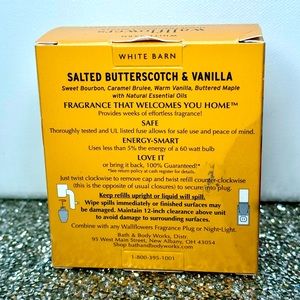 wallflowers
WHITE BARN
SALTED BUTTERSCOTCH & VANILLA
Sweet Bourbon, Caramel Brulee, Warm Vanilla, Buttered Maple
with Natural Essential Oils
FRAGRANCE THAT WELCOMES YOU HOME™
Provides weeks of effortless fragrance!
SAFE
Thoroughly tested and UL listed fuse allows for safe use and peace of mind.
ENERGY-SMART
Uses less than 5% the energy of a 60 watt bulb
LOVE IT
or bring it back, 100% Guaranteed!*
*See return policy at cash register for details.
Just twist clockwise to remove cap and twist refill counter-clockwise
(this is the opposite of usual closures) to secure into plug.
Keep refills upright or liquid will spill.
Wipe spills immediately or finished surfaces may
be damaged. Maintain 12-inch clearance above unit
to avoid damage to surrounding surfaces.
Combine with any Wallflowers Fragrance Plug or Night-Light.
Bath & Body Works, Distr.
95 West Main Street, New Albany, OH 43054
Shop bathandbodyworks.com
1-800-395-1001